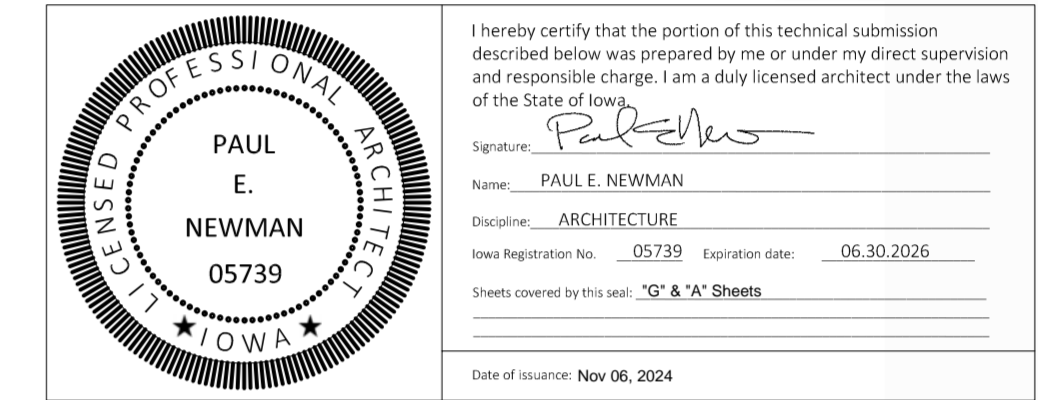 LICENSED PROFESSIONAL ARCHITECT
PAUL
E.
NEWMAN
05739
★IOWA★
I hereby certify that the portion of this technical submission
described below was prepared by me or under my direct supervision
and responsible charge. I am a duly licensed architect under the laws
of the State of Iowa.
Signature: Paul E New
Name: PAUL E. NEWMAN
Discipline: ARCHITECTURE
Iowa Registration No. 05739 Expiration date: 06.30.2026
Sheets covered by this seal: "G" & "A" Sheets
Date of issuance: Nov 06, 2024